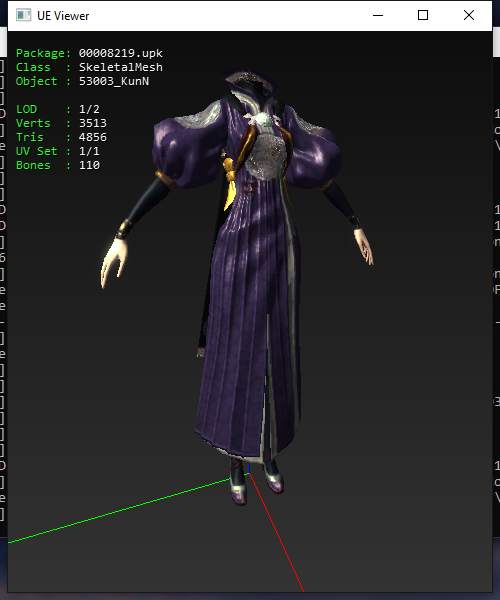 UE Viewer
Package: 00008219.upk
Class : SkeletalMesh
Object : 53003_KunN
LOD : 1/2
Verts : 3513
Tris : 4856
UV Set : 1/1
Bones : 110